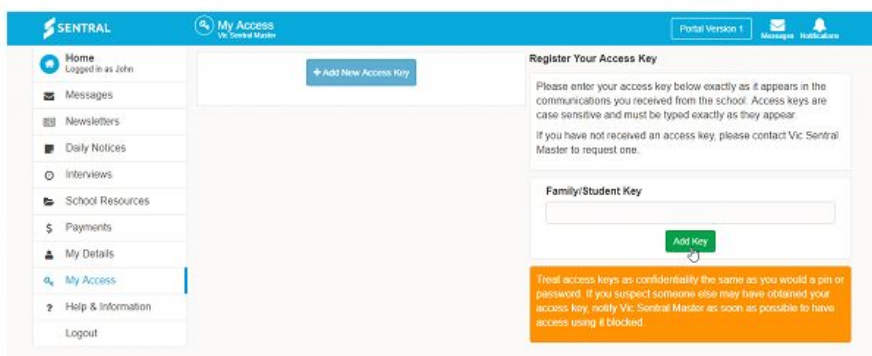 SENTRAL
My Access
Vic Sentral Master
Portal Version 1
Messages
Notifications
Home
Logged in as John
Messages
Newsletters
Daily Notices
Interviews
School Resources
Payments
My Details
My Access
Help & Information
Logout
+ Add New Access Key
Register Your Access Key
Please enter your access key below exactly as it appears in the
communications you received from the school. Access keys are
case sensitive and must be typed exactly as they appear.
If you have not received an access key, please contact Vic Sentral
Master to request one.
Family/Student Key
Add Key
Treat access keys as confidentiality the same as you would a pin or
password. If you suspect someone else may have obtained your
access key, notify Vic Sentral Master as soon as possible to have
access using it blocked.